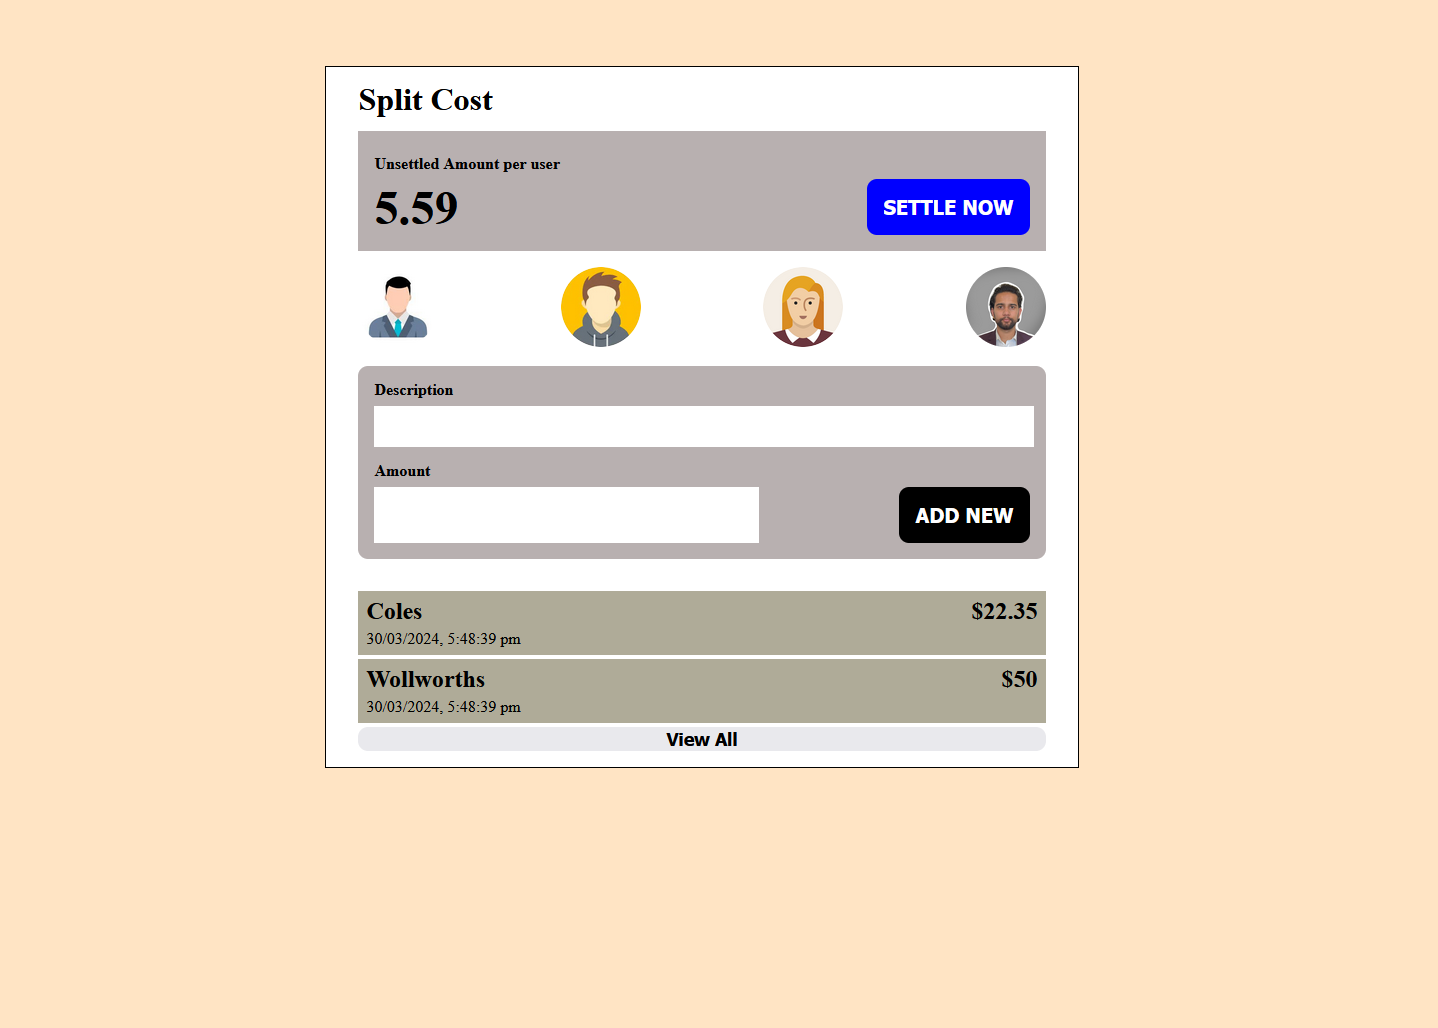 Split Cost
Unsettled Amount per user
5.59
SETTLE NOW
Description
Amount
ADD NEW
Coles
$22.35
30/03/2024, 5:48:39 pm
Wollworths
$50
30/03/2024, 5:48:39 pm
View All